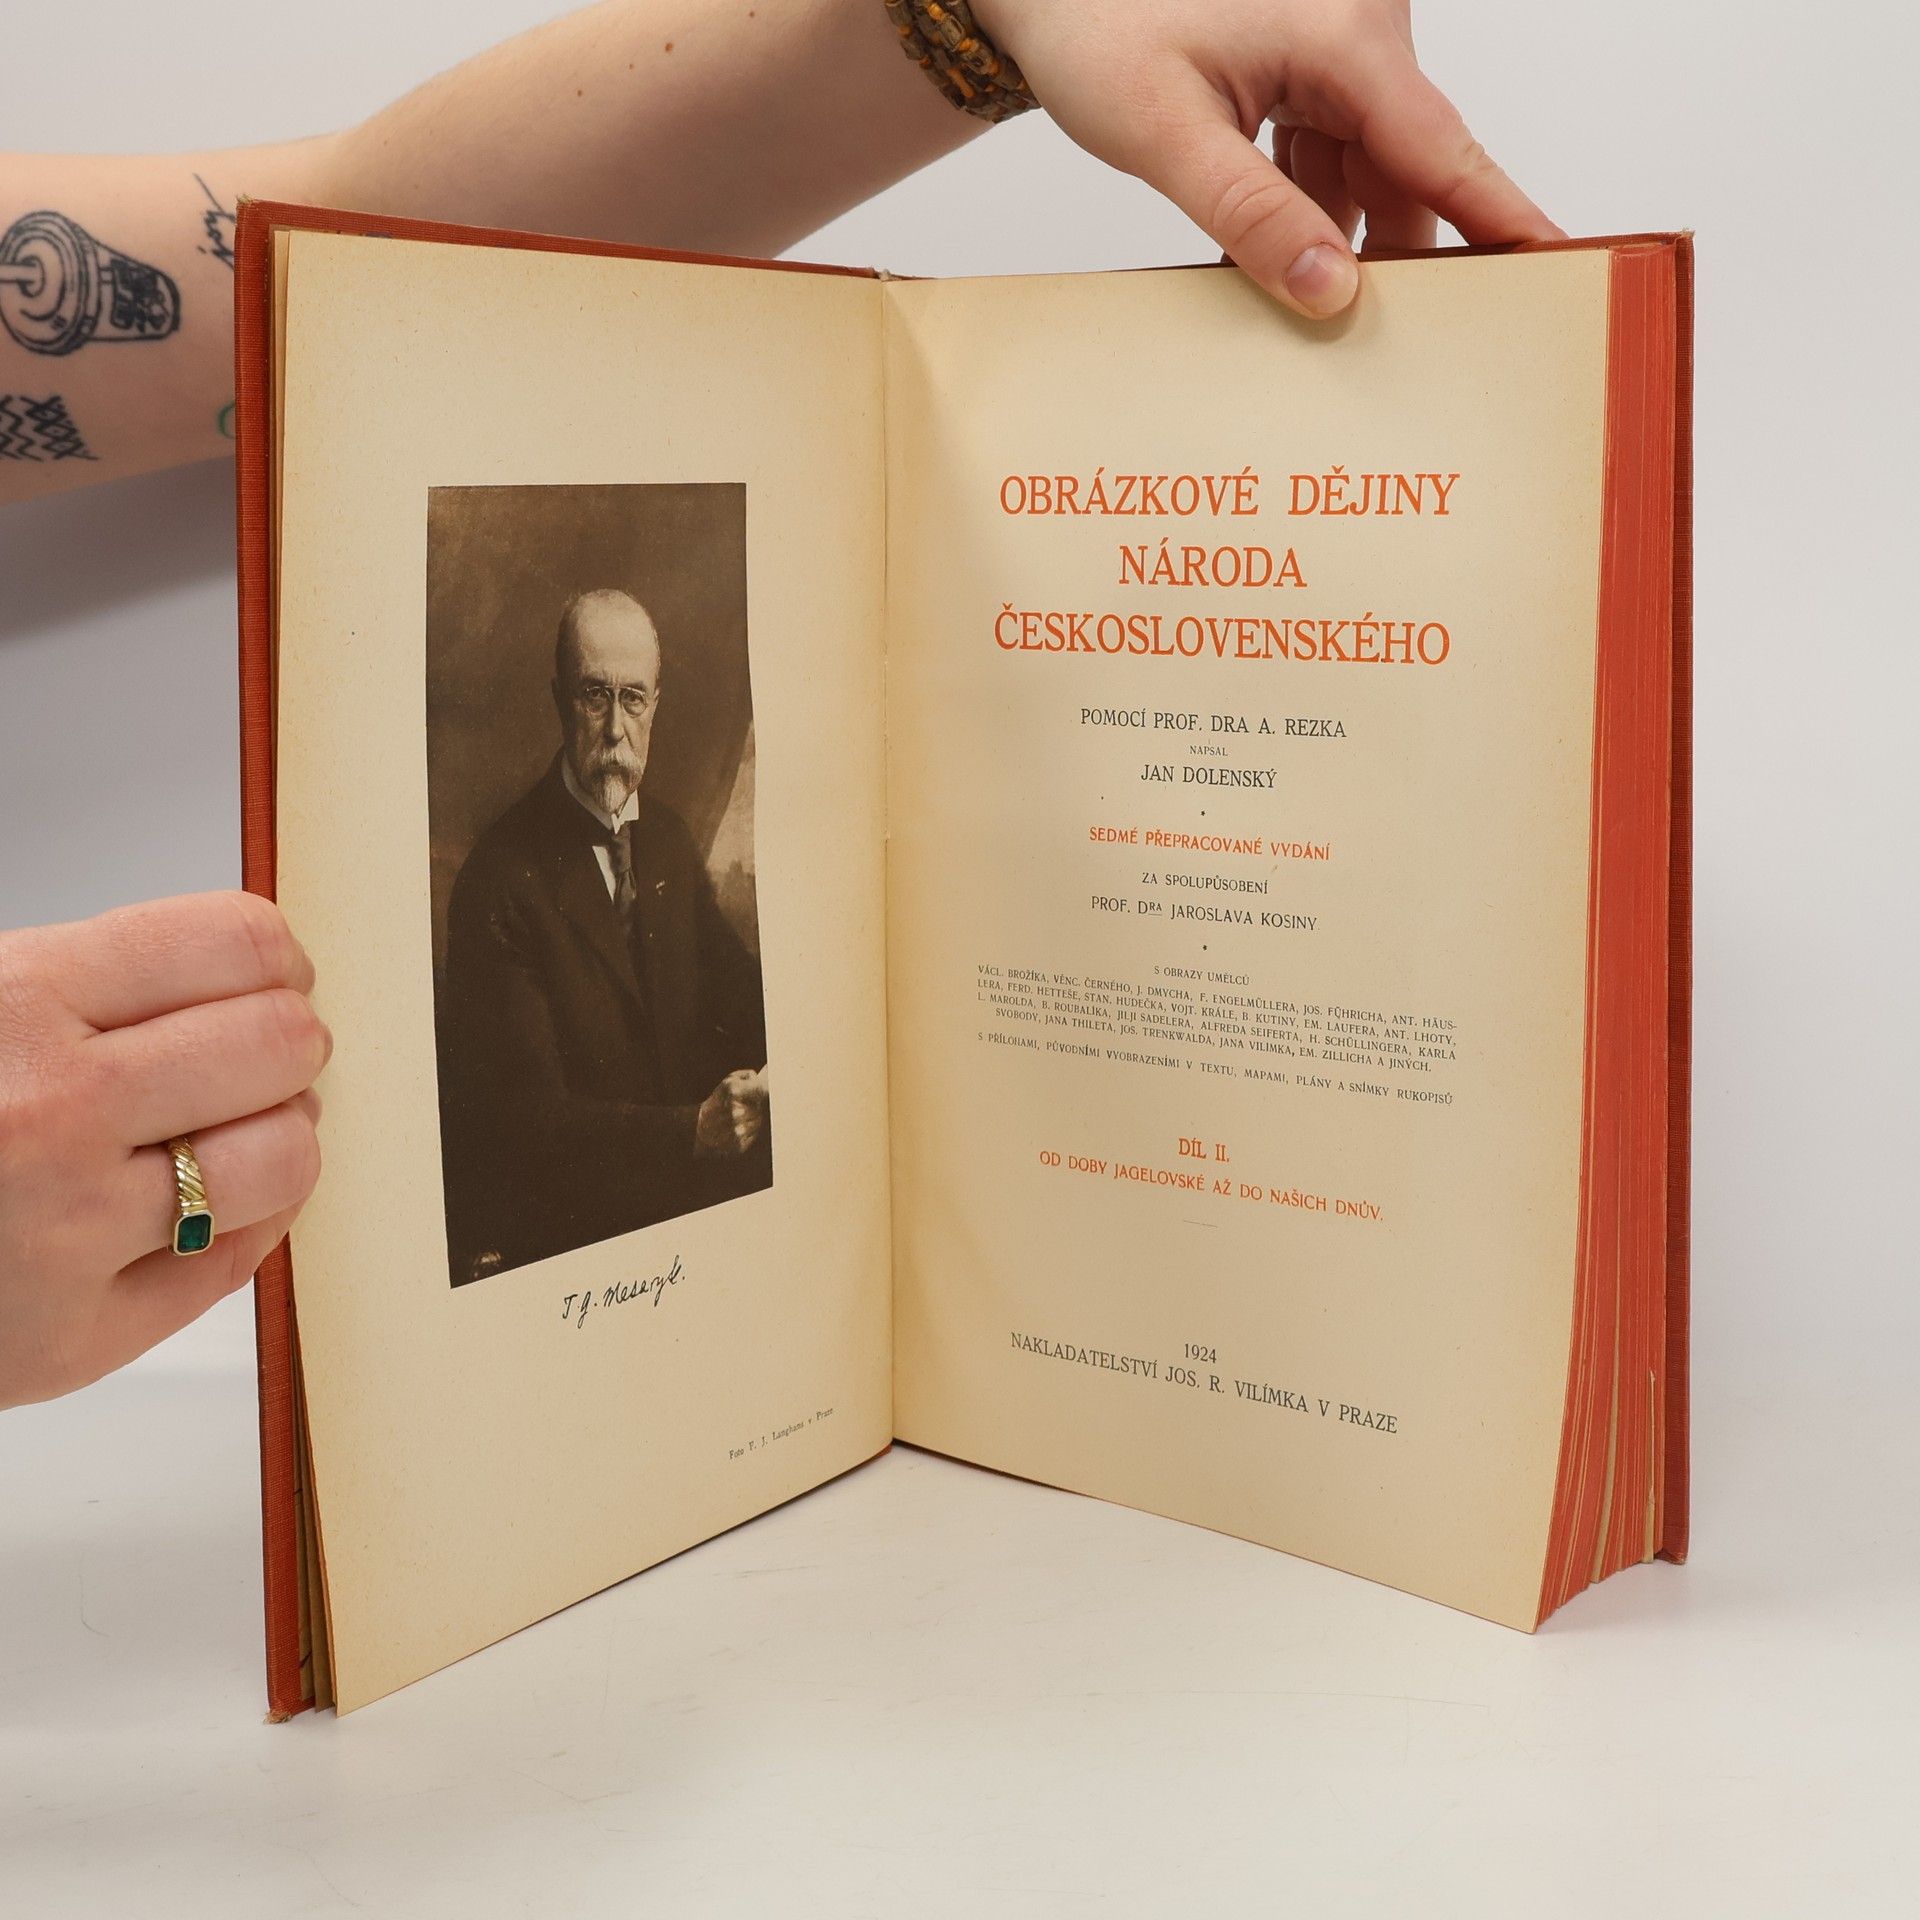 T. G. Masaryk.
Foto F. J. Langhans v Praze
OBRÁZKOVÉ DĚJINY
NÁRODA
ČESKOSLOVENSKÉHO
POMOCÍ PROF. DRA A. REZKA
NAPSAL
JAN DOLENSKÝ
*
SEDMÉ PŘEPRACOVANÉ VYDÁNÍ
ZA SPOLUPŮSOBENÍ
PROF. DRA JAROSLAVA KOSINY
*
S OBRAZY UMĚLCŮ
VÁCL. BROŽÍKA, VĚNC. ČERNÉHO, J. DMYCHA, F. ENGELMÜLLERA, JOS. FÜHRICHA, ANT. HÄUS-
LERA, FERD. HETTEŠE, STAN. HUDEČKA, VOJT. KRÁLE, B. KUTINY, EM. LAUFERA, ANT. LHOTY,
L. MAROLDA, B. ROUBALÍKA, JILJI SADELERA, ALFREDA SEIFERTA, H. SCHÜLLINGERA, KARLA
SVOBODY, JANA THILETA, JOS. TRENKWALDA, JANA VILIMKA, EM. ZILLICHA A JINÝCH.
S PŘÍLOHAMI, PŮVODNÍMI VYOBRAZENÍMI V TEXTU, MAPAMI, PLÁNY A SNÍMKY RUKOPISŮ
DÍL II.
OD DOBY JAGELOVSKÉ AŽ DO NAŠICH DNŮV.
1924
NAKLADATELSTVÍ JOS. R. VILÍMKA V PRAZE